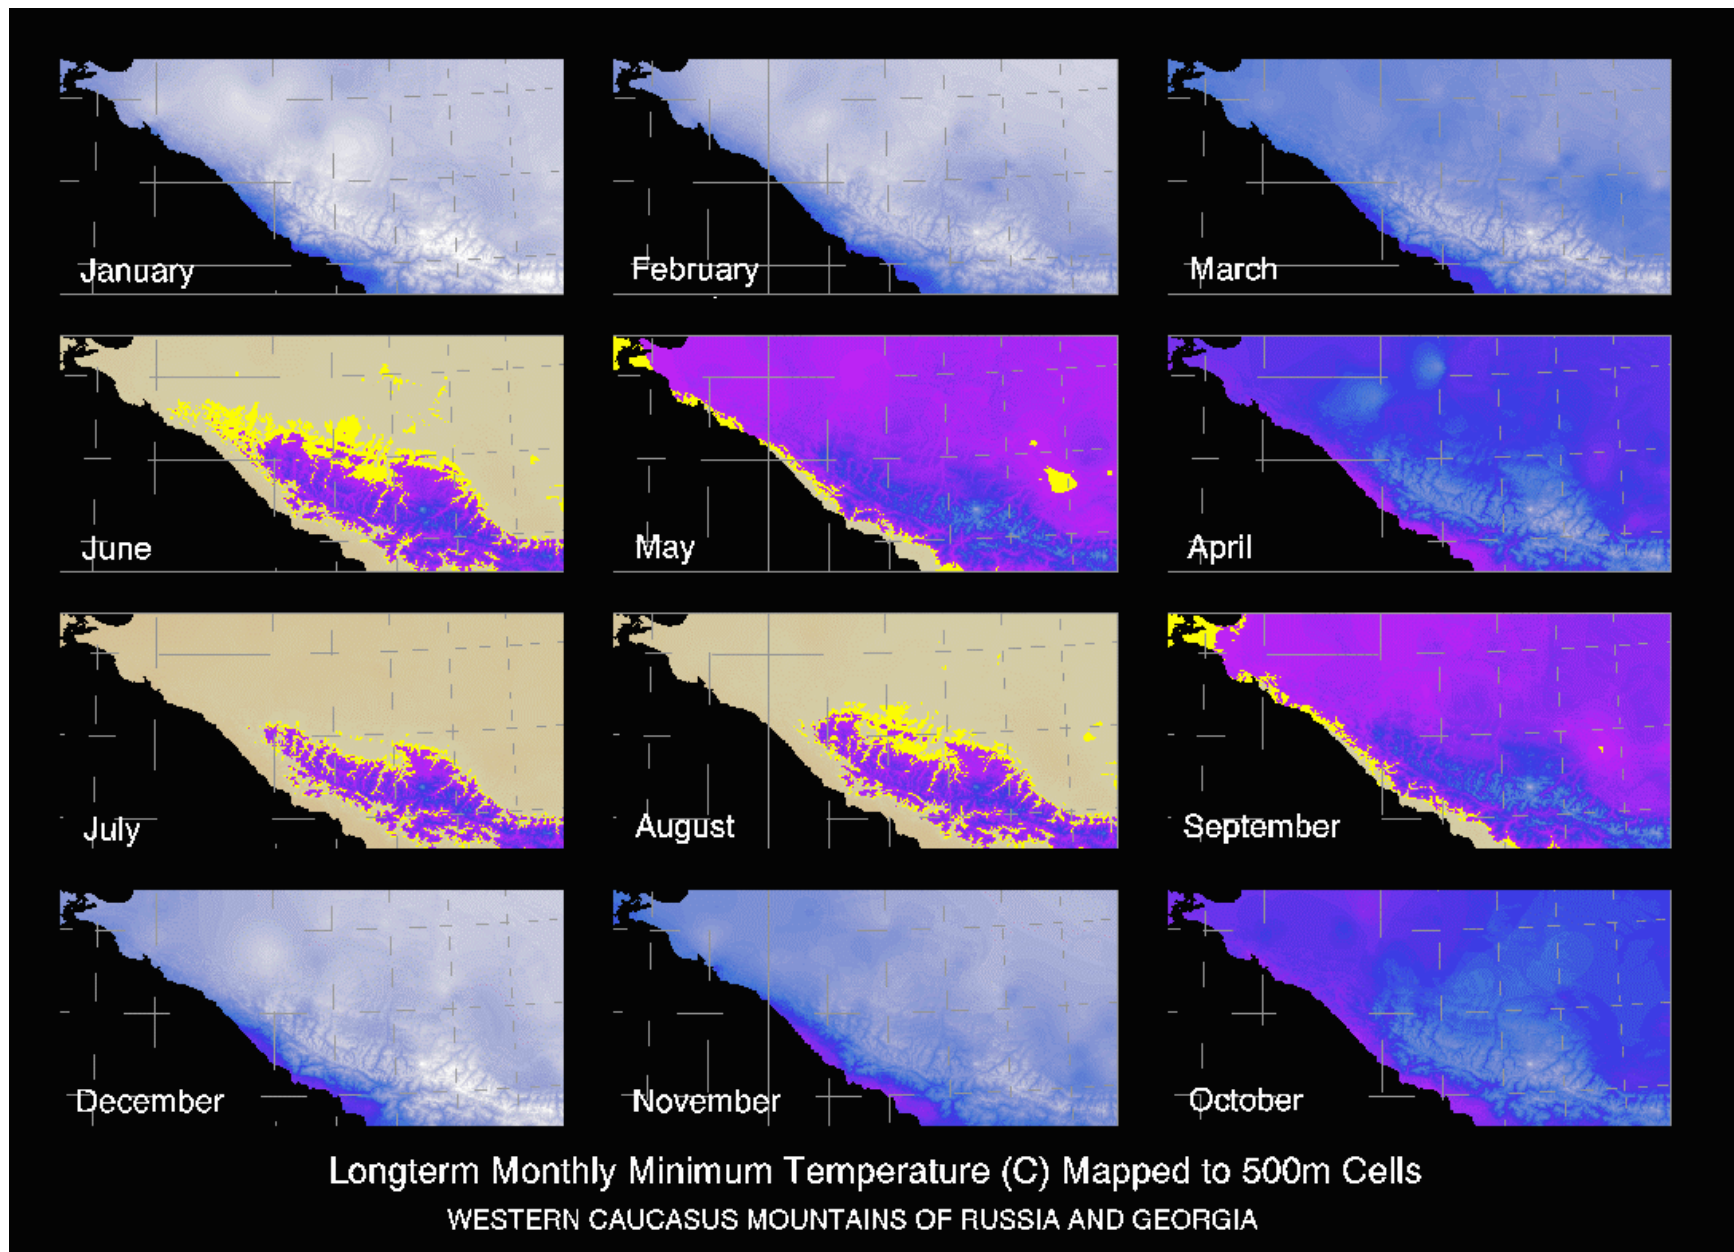 January
February
March
June
May
April
July
August
September
December
November
October
Longterm Monthly Minimum Temperature (C) Mapped to 500m Cells
WESTERN CAUCASUS MOUNTAINS OF RUSSIA AND GEORGIA